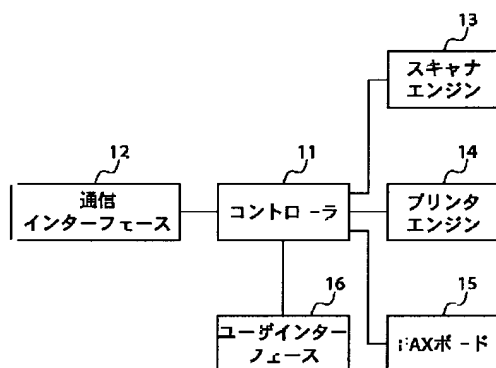 13
スキャナ
エンジン
12
11
14
通信
インターフェース
コントローラ
プリンタ
エンジン
16
15
ユーザインター
フェース
FAXボード